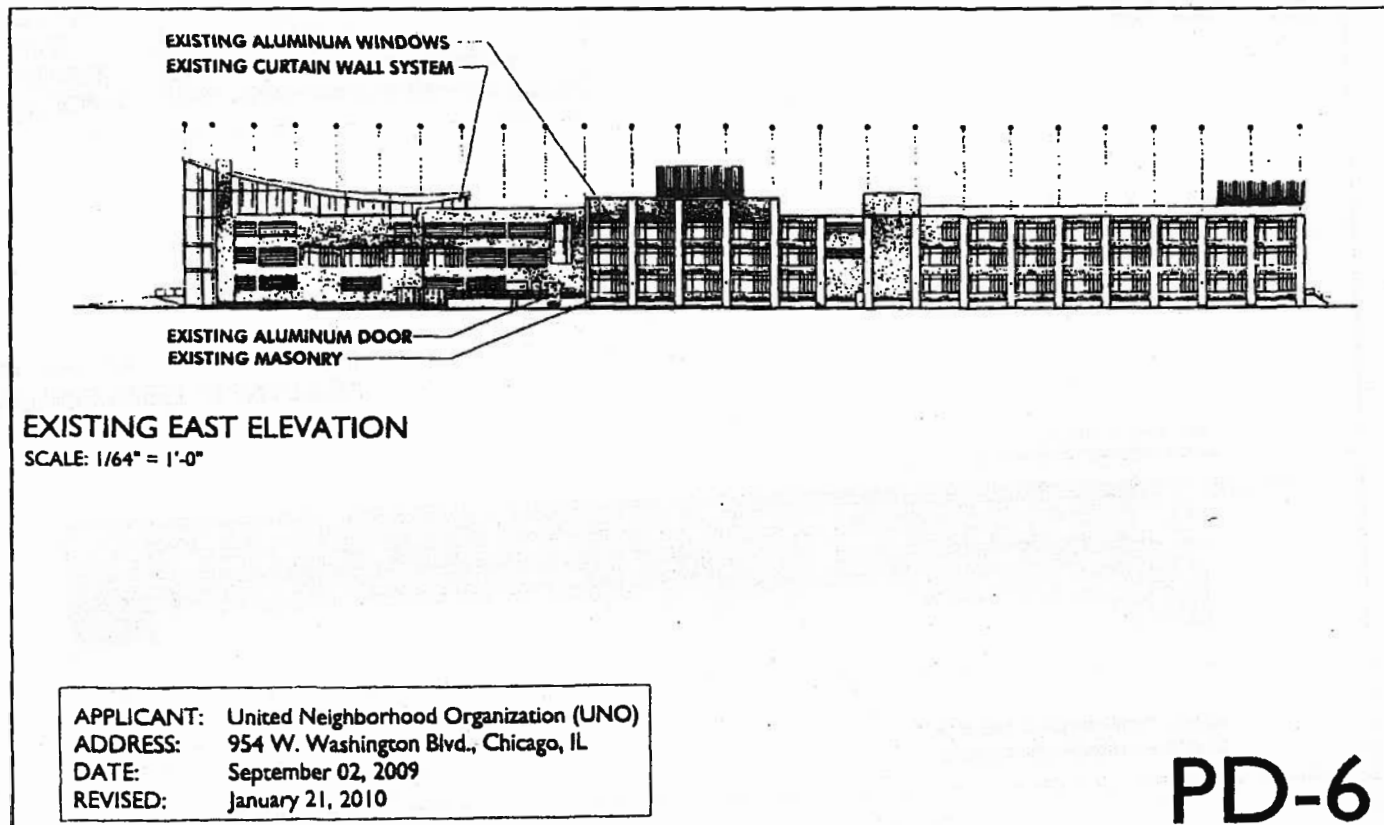 EXISTING ALUMINUM WINDOWS
EXISTING CURTAIN WALL SYSTEM
EXISTING ALUMINUM DOOR
EXISTING MASONRY
EXISTING EAST ELEVATION
SCALE: 1/64" = 1'-0"
APPLICANT: United Neighborhood Organization (UNO)
ADDRESS: 954 W. Washington Blvd., Chicago, IL
DATE: September 02, 2009
REVISED: January 21, 2010
PD-6